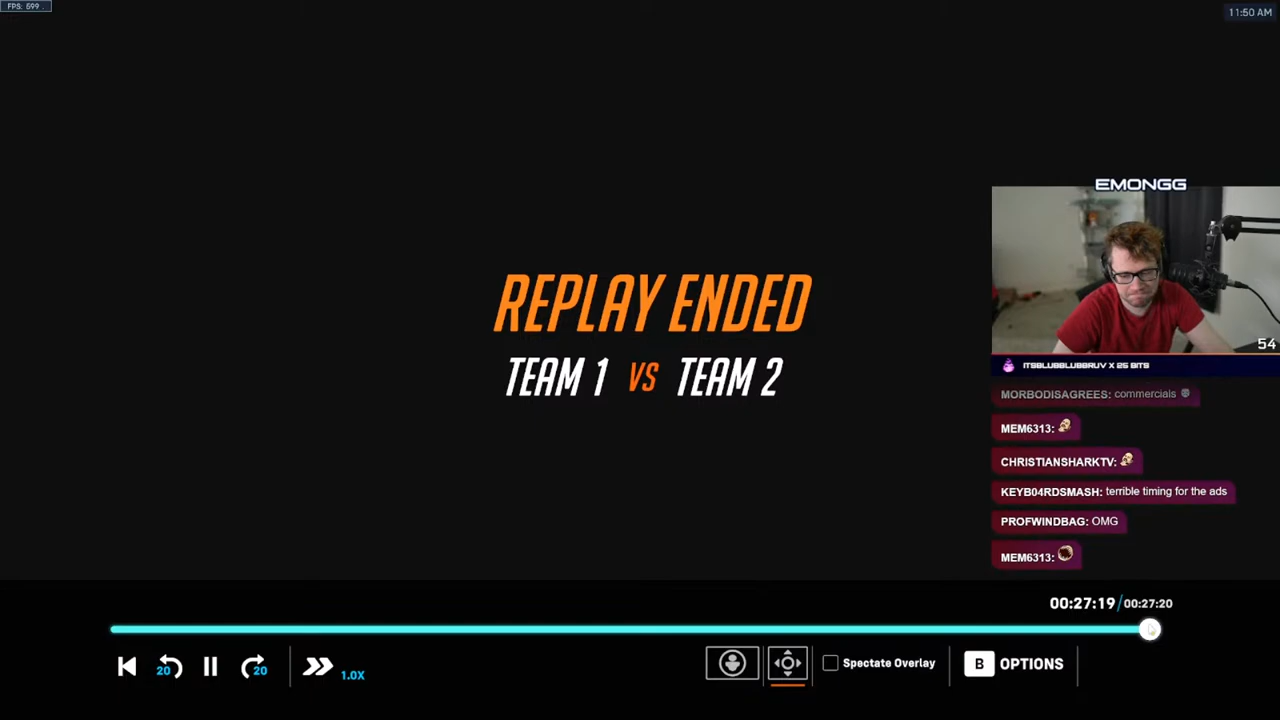 FPS: 599 .
11:50 AM
EMONGG
REPLAY ENDED
TEAM 1 VS TEAM 2
54
ITSBLUBBLUBBRUV X 25 BITS
MORBODISAGREES: commercials
MEM6313:
CHRISTIANSHARKTV:
KEYB04RDSMASH: terrible timing for the ads
PROFWINDBAG: OMG
MEM6313:
00:27:19/00:27:20
20 20 1.0X Spectate Overlay B OPTIONS